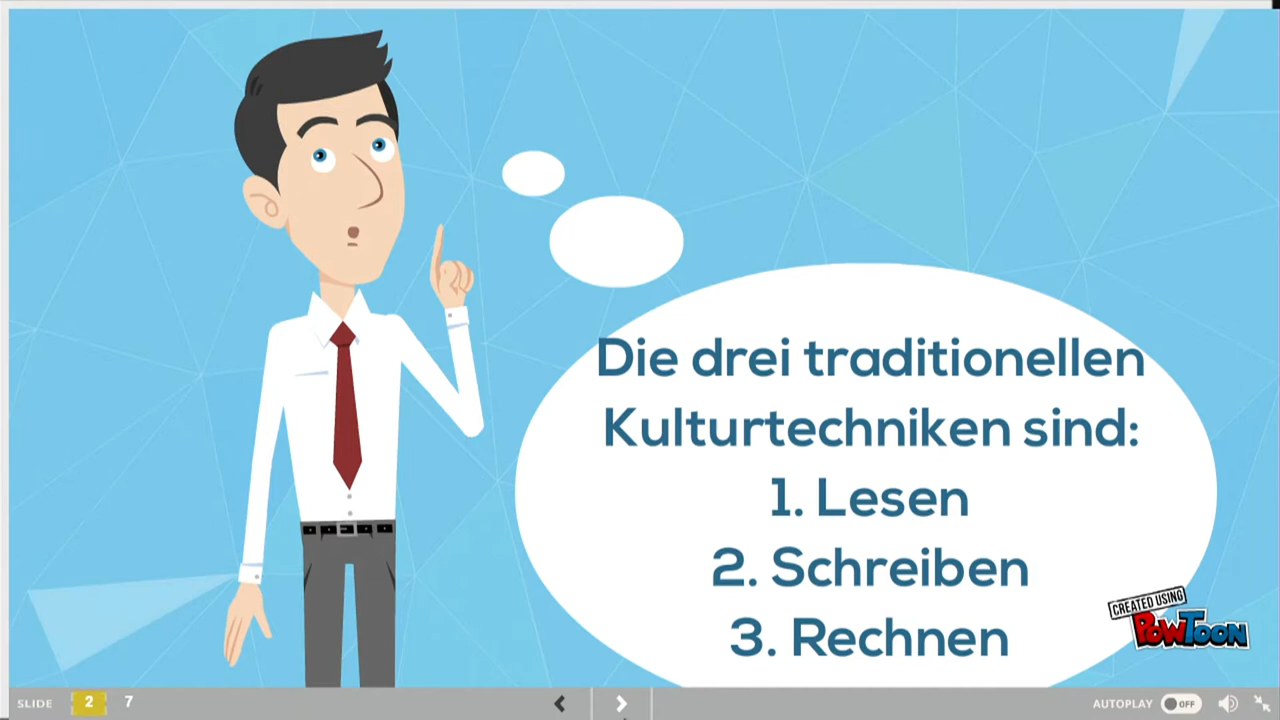 Die drei traditionellen
Kulturtechniken sind:
1. Lesen
2. Schreiben
3. Rechnen
CREATED USING
POWTOON
SLIDE 2 7
AUTOPLAY OFF